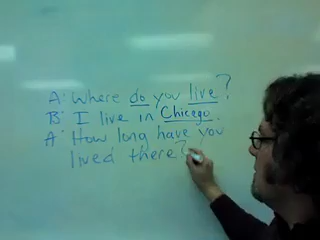 A: Where do you live?
B: I live in Chicago.
A: How long have you
lived there?